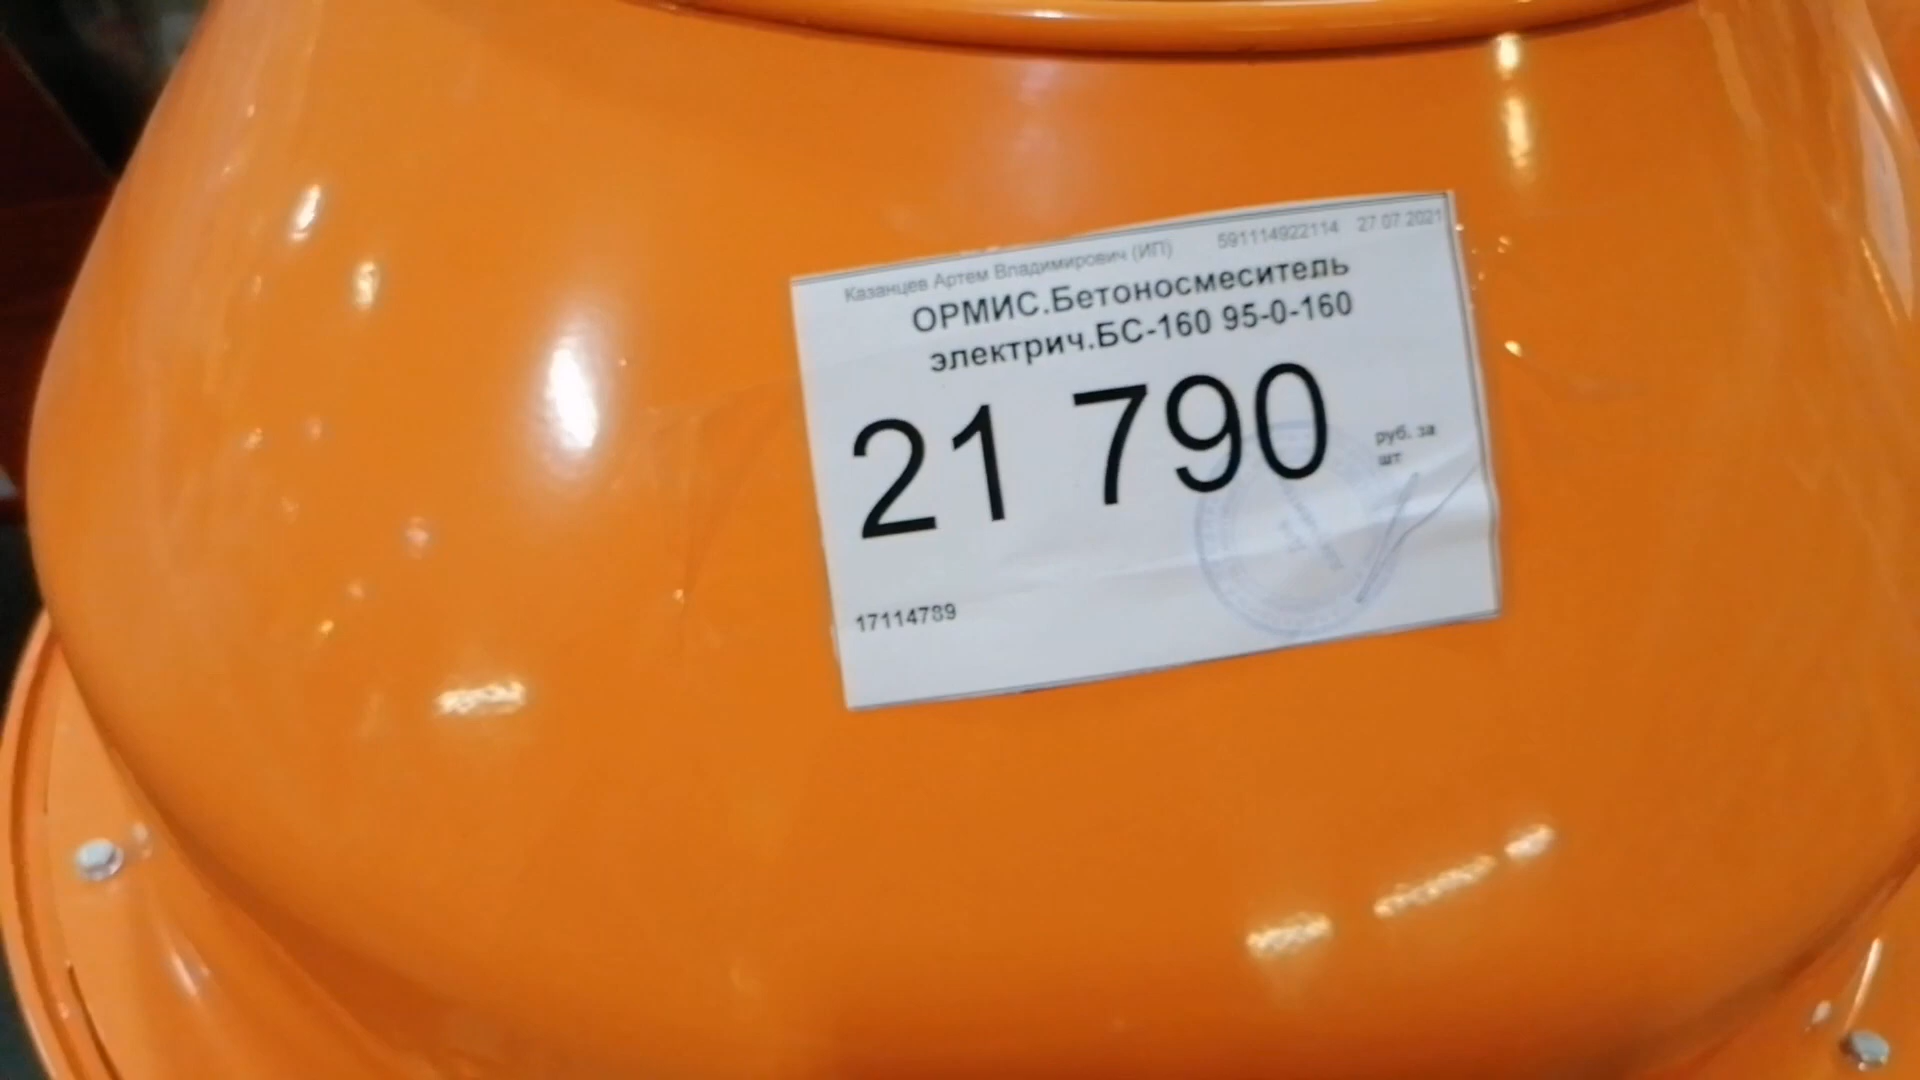 Казанцев Артем Владимирович (ИП) 591114922114 27.07.2021
ОРМИС.Бетоносмеситель
электрич.БС-160 95-0-160
21 790 руб. за
шт
17114789